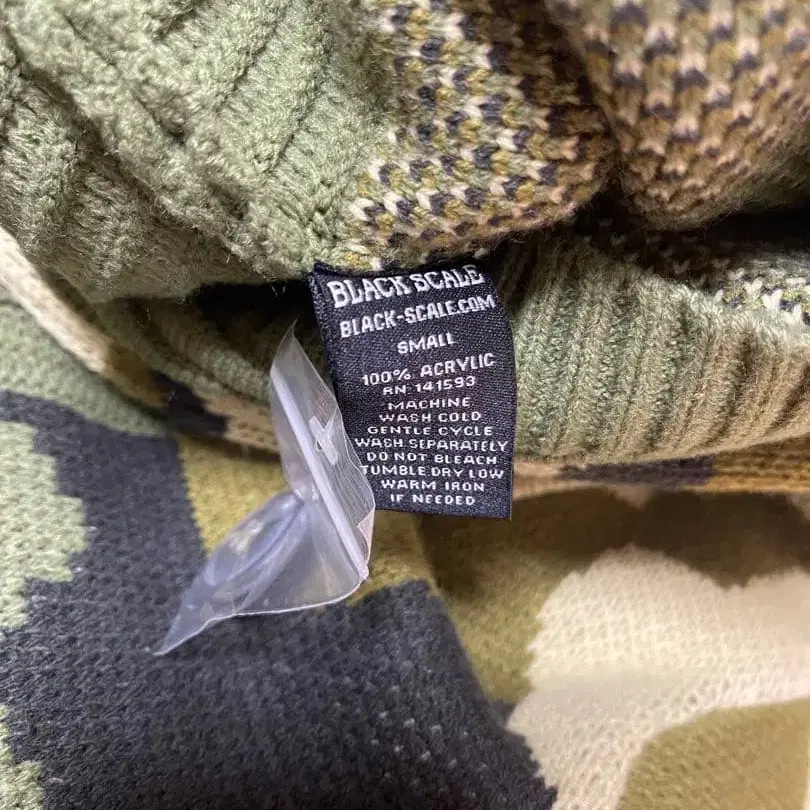 BLACK SCALE
BLACK-SCALE.COM
SMALL
100% ACRYLIC
RN: 141593
MACHINE
WASH COLD
GENTLE CYCLE
WASH SEPARATELY
DO NOT BLEACH
TUMBLE DRY LOW
WARM IRON
IF NEEDED